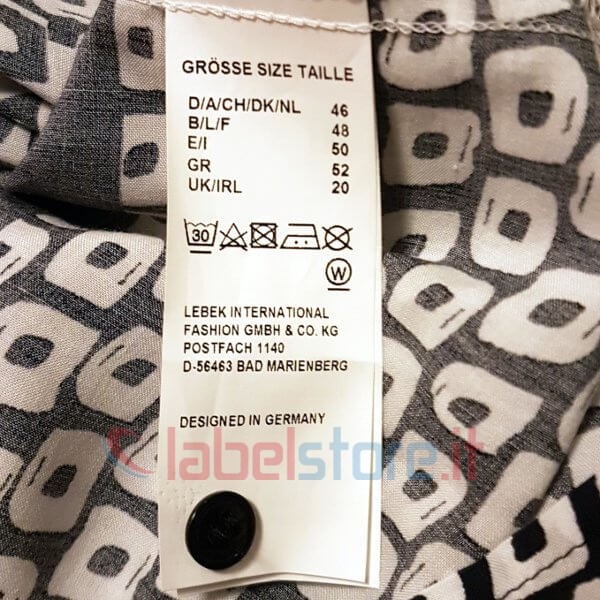 GRÖSSE SIZE TAILLE
D/A/CH/DK/NL 46
B/L/F 48
E/I 50
GR 52
UK/IRL 20
30
W
LEBEK INTERNATIONAL
FASHION GMBH & CO. KG
POSTFACH 1140
D-56463 BAD MARIENBERG
DESIGNED IN GERMANY
labelstore.it